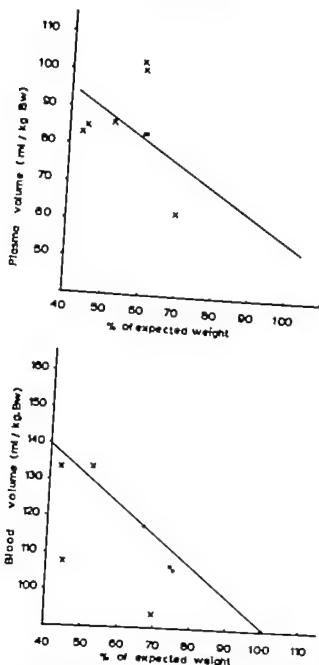 110
100
90
80
70
60
50
Plasma volume (ml / kg.Bw)
40 50 60 70 80 90 100
% of expected weight
160
150
140
130
120
110
100
Blood volume (ml / kg.Bw)
40 50 60 70 80 90 100 110
% of expected weight